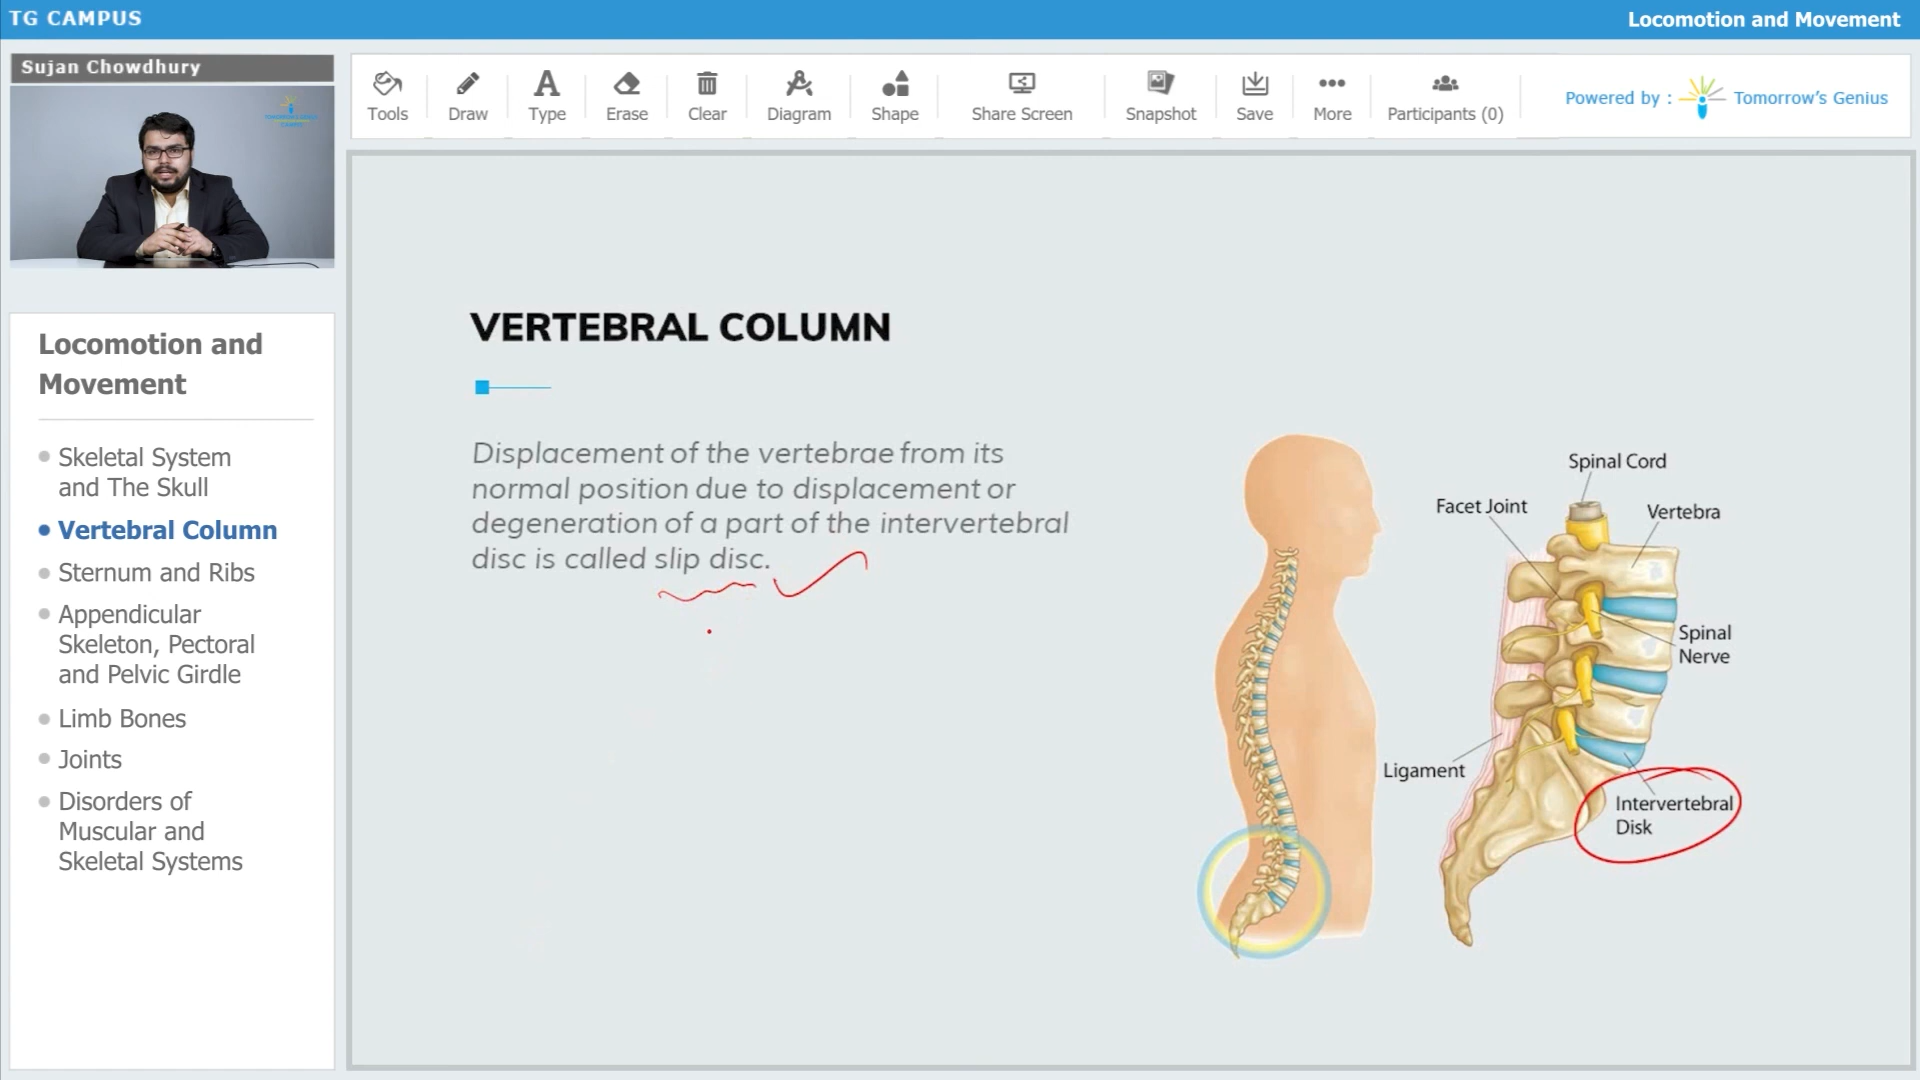 TG CAMPUS
Locomotion and Movement
Sujan Chowdhury
Tools
Draw
Type
Erase
Clear
Diagram
Shape
Share Screen
Snapshot
Save
More
Participants (0)
Powered by :
Tomorrow's Genius
Locomotion and
Movement
Skeletal System
and The Skull
Vertebral Column
Sternum and Ribs
Appendicular
Skeleton, Pectoral
and Pelvic Girdle
Limb Bones
Joints
Disorders of
Muscular and
Skeletal Systems
VERTEBRAL COLUMN
Displacement of the vertebrae from its
normal position due to displacement or
degeneration of a part of the intervertebral
disc is called slip disc.
Spinal Cord
Facet Joint
Vertebra
Spinal
Nerve
Ligament
Intervertebral
Disk